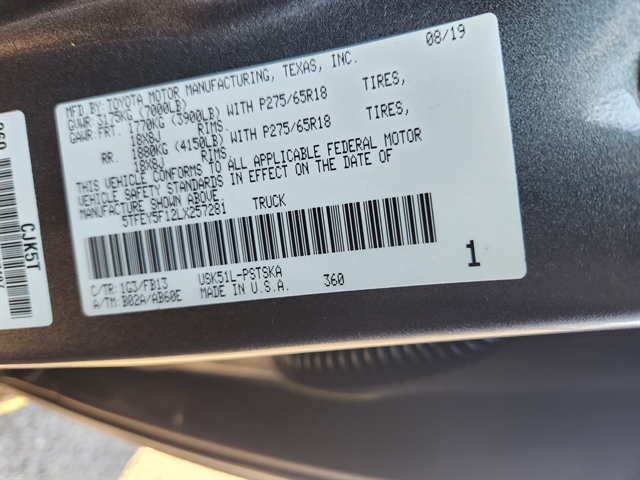 MFD BY: TOYOTA MOTOR MANUFACTURING, TEXAS, INC. 08/19
GVWR 3175KG (7000LB)
GAWR FRT. 1770KG (3900LB) WITH P275/65R18 TIRES,
18X8J RIMS
RR. 1890KG (4150LB) WITH P275/65R18 TIRES,
18X8J RIMS
THIS VEHICLE CONFORMS TO ALL APPLICABLE FEDERAL MOTOR
VEHICLE SAFETY STANDARDS IN EFFECT ON THE DATE OF
MANUFACTURE SHOWN ABOVE.
5TFEY5F12LX257281 TRUCK
C/TR: 1G3/FB13 USK51L-PSTSKA
A/TM: B02A/AB60E MADE IN U.S.A. 360 1
CJK5T